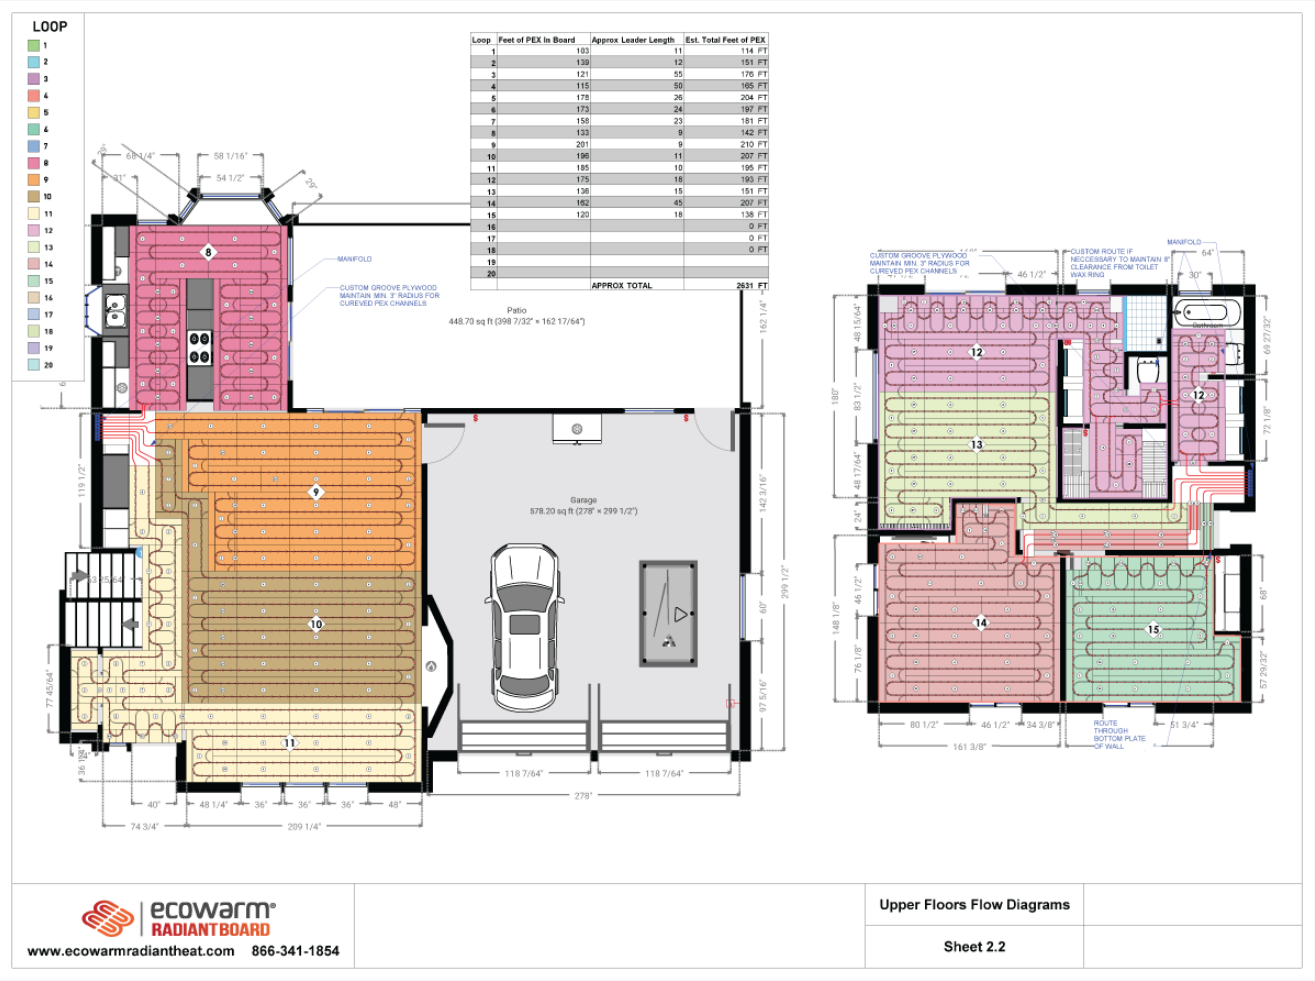 LOOP
1
2
3
4
5
6
7
8
9
10
11
12
13
14
15
16
17
18
19
20
Loop Feet of PEX In Board Approx Leader Length Est. Total Feet of PEX
1 103 11 114 FT
2 139 12 151 FT
3 121 55 176 FT
4 115 50 165 FT
5 178 26 204 FT
6 173 24 197 FT
7 158 23 181 FT
8 133 9 142 FT
9 201 9 210 FT
10 196 11 207 FT
11 185 10 195 FT
12 175 18 193 FT
13 136 15 151 FT
14 162 45 207 FT
15 120 18 138 FT
16 0 FT
17 0 FT
18 0 FT
19
20
APPROX TOTAL 2631 FT
68 1/4"
58 1/16"
31"
54 1/2"
29"
8
MANIFOLD
CUSTOM GROOVE PLYWOOD
MAINTAIN MIN. 3" RADIUS FOR
CUREVED PEX CHANNELS
Patio
448.70 sq ft (398 7/32" × 162 17/64")
162 1/4"
119 1/2"
9
Garage
578.20 sq ft (278" × 299 1/2")
142 3/16"
299 1/2"
60"
97 5/16"
53 25/64"
10
77 45/64"
11
40"
48 1/4"
36"
36"
36"
48"
74 3/4"
209 1/4"
118 7/64"
118 7/64"
278"
CUSTOM GROOVE PLYWOOD
MAINTAIN MIN. 3" RADIUS FOR
CUREVED PEX CHANNELS
46 1/2"
CUSTOM ROUTE IF
NECCESSARY TO MAINTAIN 8"
CLEARANCE FROM TOILET
WAX RING
MANIFOLD
64"
30"
48 15/64"
180"
83 1/2"
48 17/64"
24"
Bathroom
69 27/32"
72 1/8"
12
12
13
46 1/2"
148 1/8"
76 1/8"
14
15
68"
57 29/32"
80 1/2"
46 1/2"
34 3/8"
161 3/8"
ROUTE
THROUGH
BOTTOM PLATE
OF WALL
51 3/4"
ecowarm®
RADIANTBOARD
www.ecowarmradiantheat.com 866-341-1854
Upper Floors Flow Diagrams
Sheet 2.2